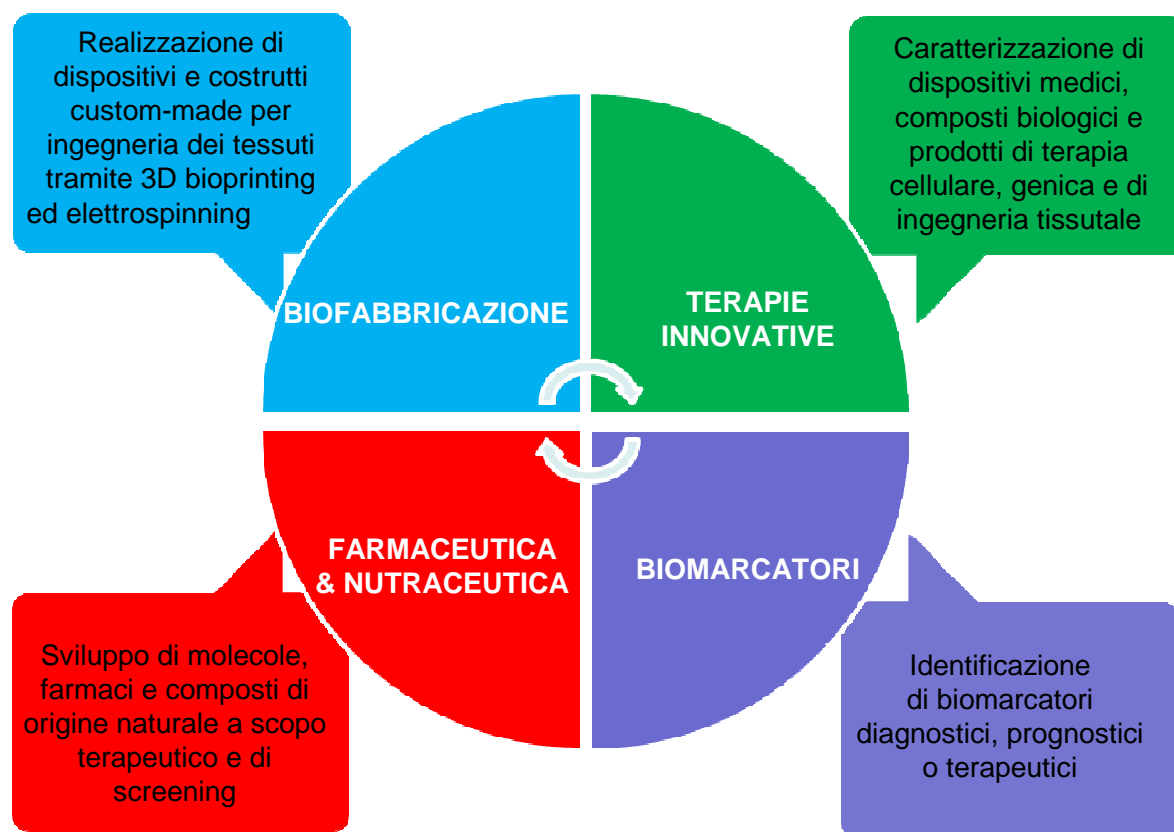 Realizzazione di
dispositivi e costrutti
custom-made per
ingegneria dei tessuti
tramite 3D bioprinting
ed elettrospinning
Caratterizzazione di
dispositivi medici,
composti biologici e
prodotti di terapia
cellulare, genica e di
ingegneria tissutale
BIOFABBRICAZIONE
TERAPIE
INNOVATIVE
FARMACEUTICA
& NUTRACEUTICA
BIOMARCATORI
Sviluppo di molecole,
farmaci e composti di
origine naturale a scopo
terapeutico e di
screening
Identificazione
di biomarcatori
diagnostici, prognostici
o terapeutici